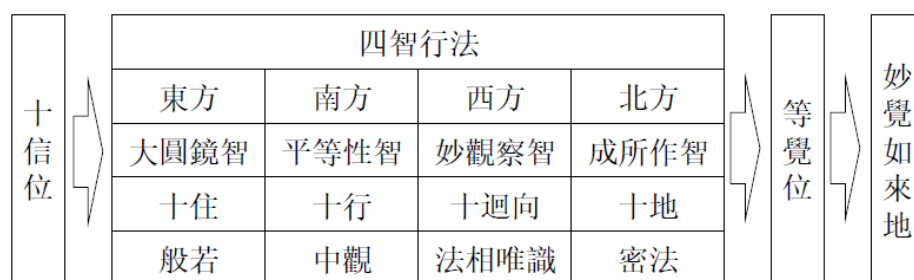 十信位
四智行法
東方 南方 西方 北方
大圓鏡智 平等性智 妙觀察智 成所作智
十住 十行 十迴向 十地
般若 中觀 法相唯識 密法
等覺位
妙覺如來地